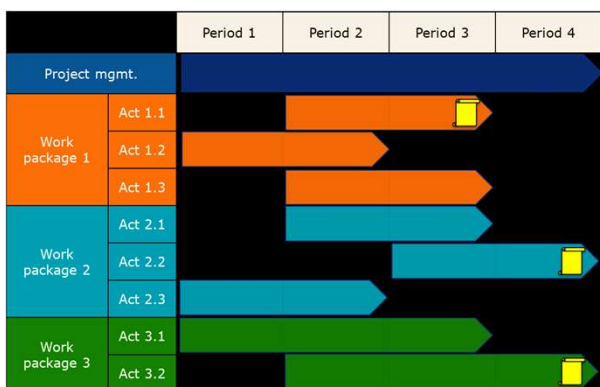 Period 1 Period 2 Period 3 Period 4
Project mgmt.
Work
package 1
Act 1.1
Act 1.2
Act 1.3
Work
package 2
Act 2.1
Act 2.2
Act 2.3
Work
package 3
Act 3.1
Act 3.2